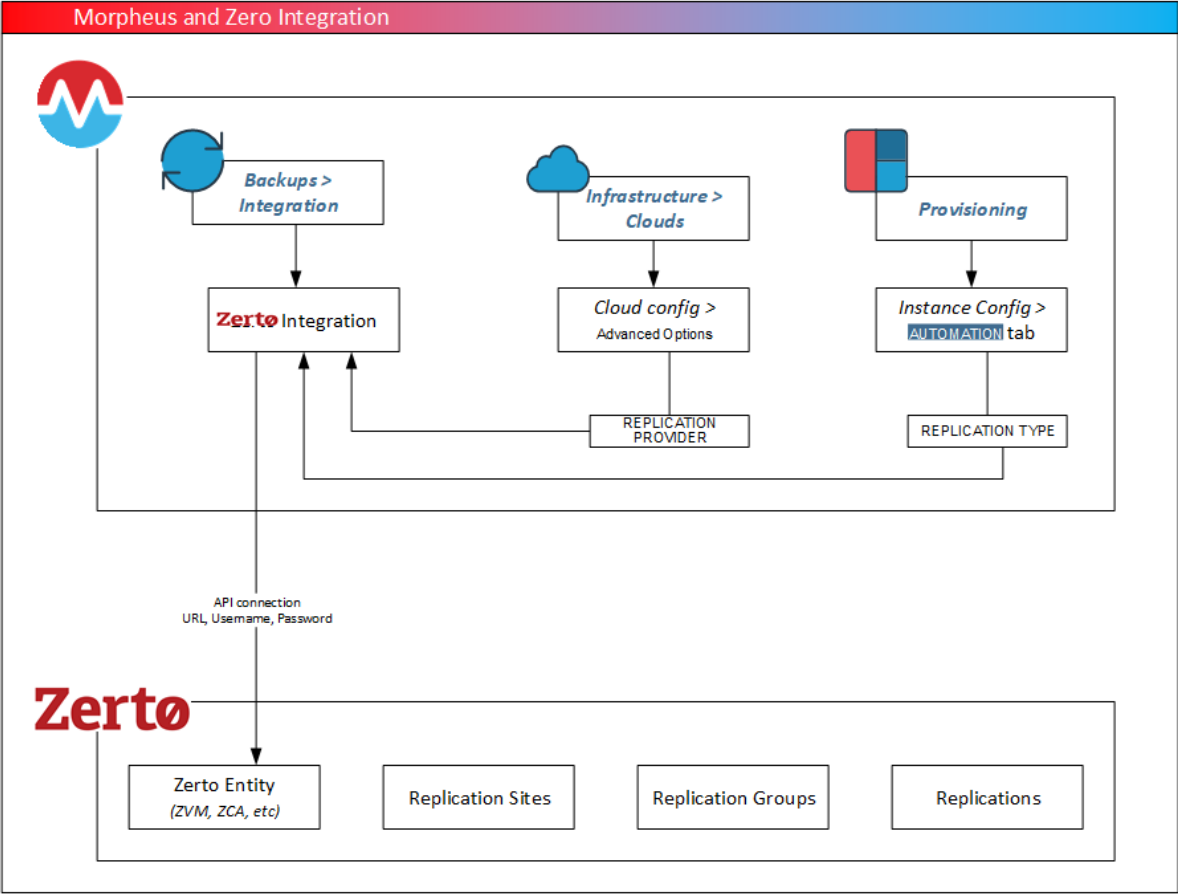 Morpheus and Zero Integration
Backups >
Integration
Infrastructure >
Clouds
Provisioning
Zertø Integration
Cloud config >
Advanced Options
Instance Config >
AUTOMATION tab
REPLICATION
PROVIDER
REPLICATION TYPE
API connection
URL, Username, Password
Zertø
Zerto Entity
(ZVM, ZCA, etc)
Replication Sites
Replication Groups
Replications